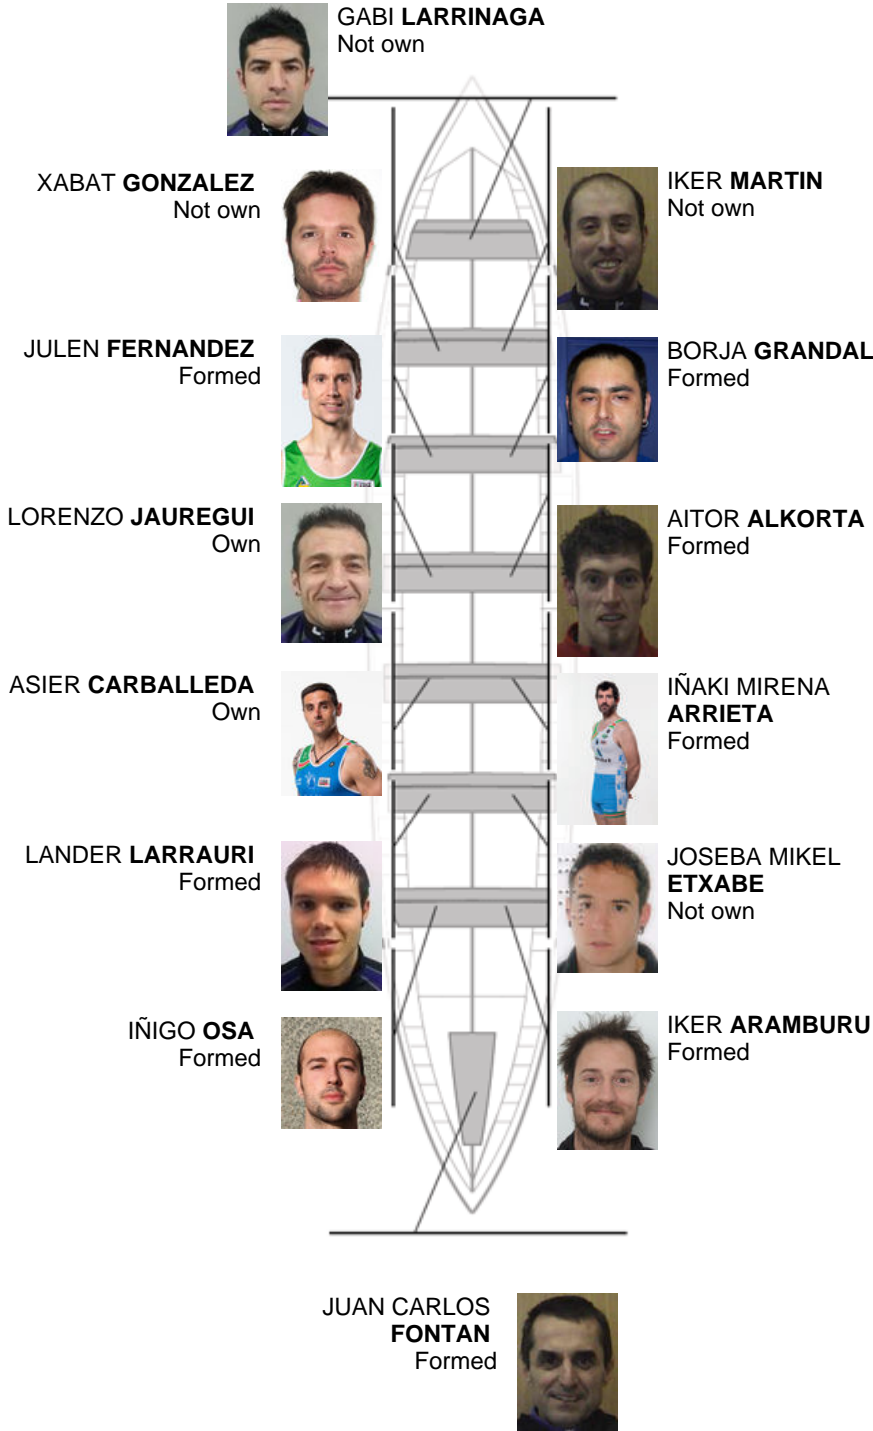 GABI LARRINAGA
Not own
XABAT GONZALEZ
Not own
IKER MARTIN
Not own
JULEN FERNANDEZ
Formed
BORJA GRANDAL
Formed
LORENZO JAUREGUI
Own
AITOR ALKORTA
Formed
ASIER CARBALLEDA
Own
IÑAKI MIRENA
ARRIETA
Formed
LANDER LARRAURI
Formed
JOSEBA MIKEL
ETXABE
Not own
IÑIGO OSA
Formed
IKER ARAMBURU
Formed
JUAN CARLOS
FONTAN
Formed